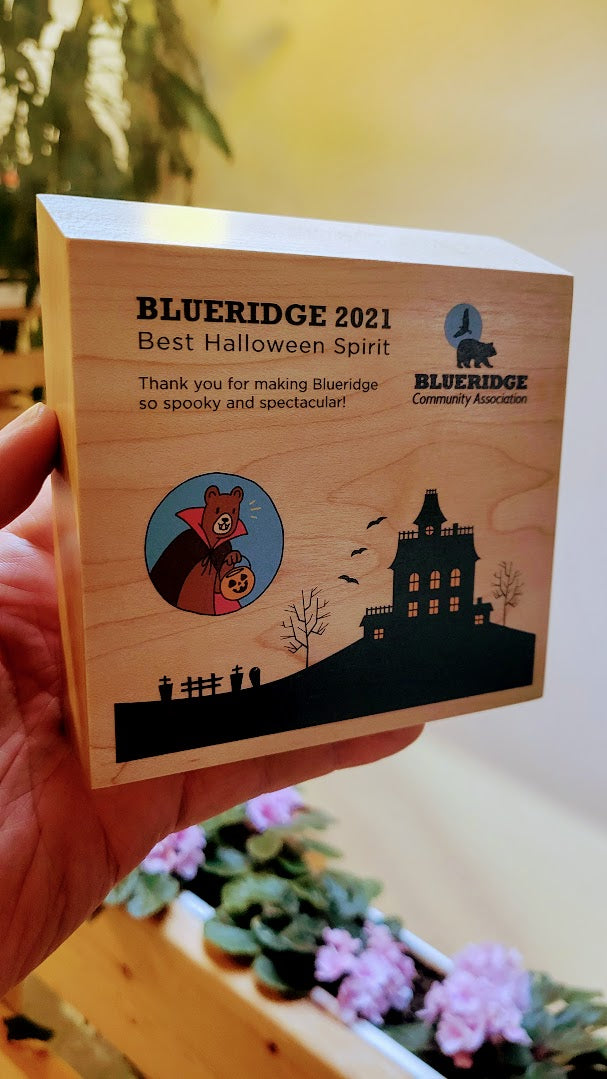 BLUERIDGE 2021
Best Halloween Spirit
Thank you for making Blueridge
so spooky and spectacular!
BLUERIDGE
Community Association